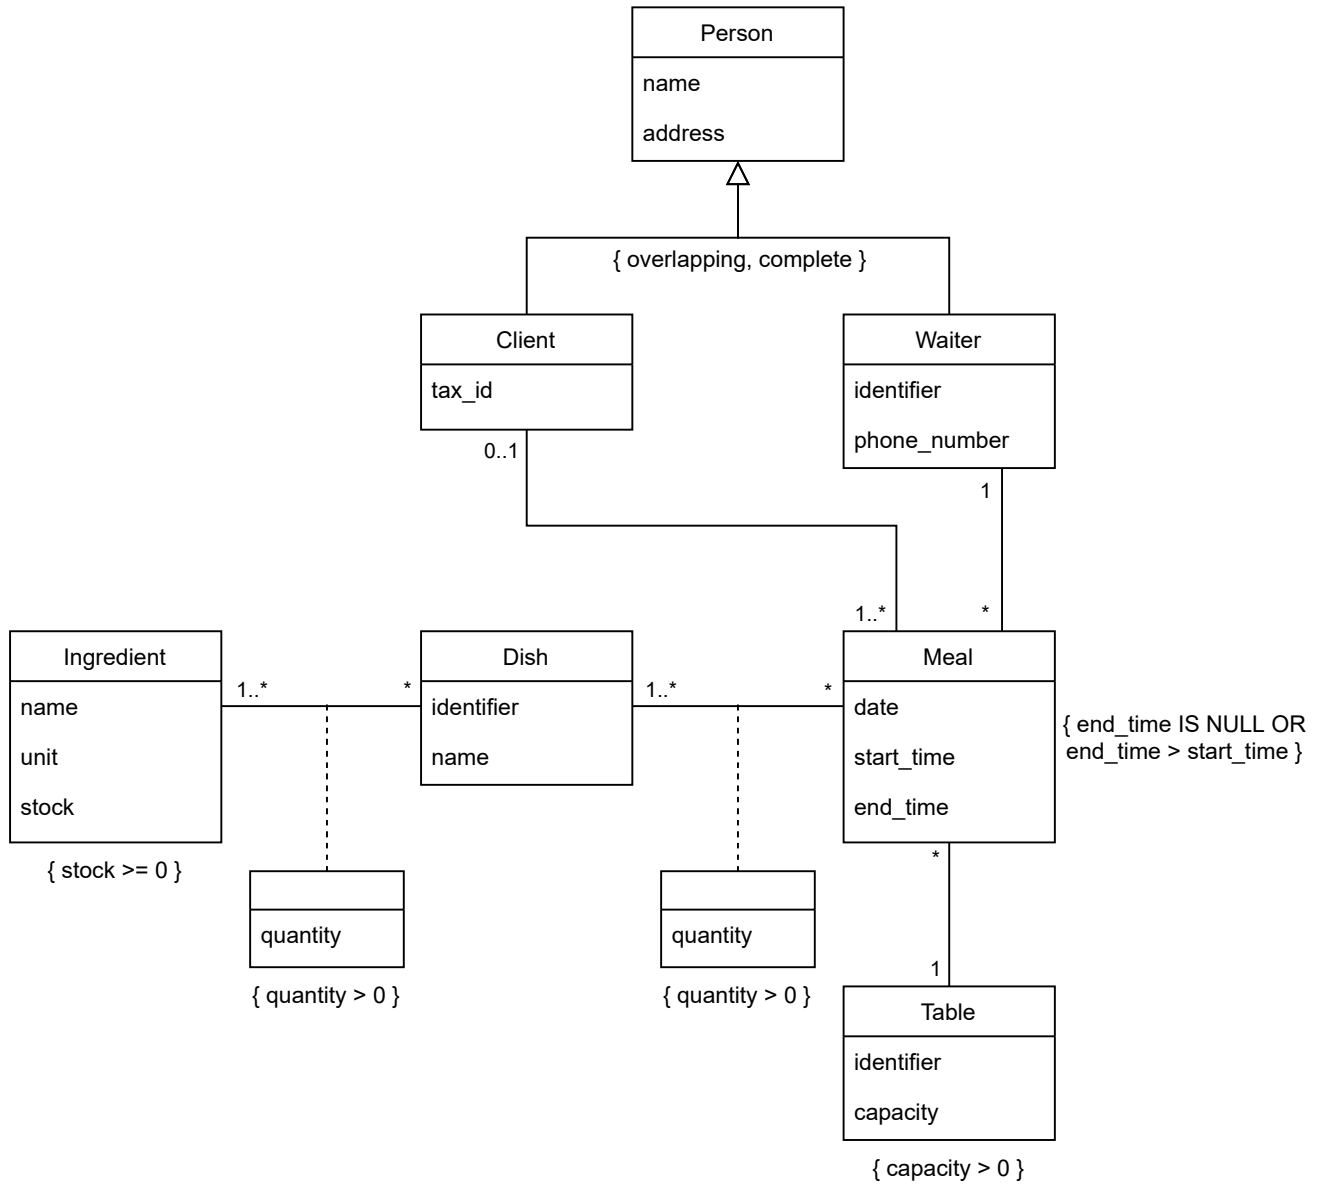 Person
name
address
{ overlapping, complete }
Client
tax_id
0..1
Waiter
identifier
phone_number
1
1..*
*
Ingredient
name
unit
stock
{ stock >= 0 }
1..*
*
quantity
{ quantity > 0 }
Dish
identifier
name
1..*
*
quantity
{ quantity > 0 }
Meal
date
start_time
end_time
{ end_time IS NULL OR
end_time > start_time }
*
1
Table
identifier
capacity
{ capacity > 0 }